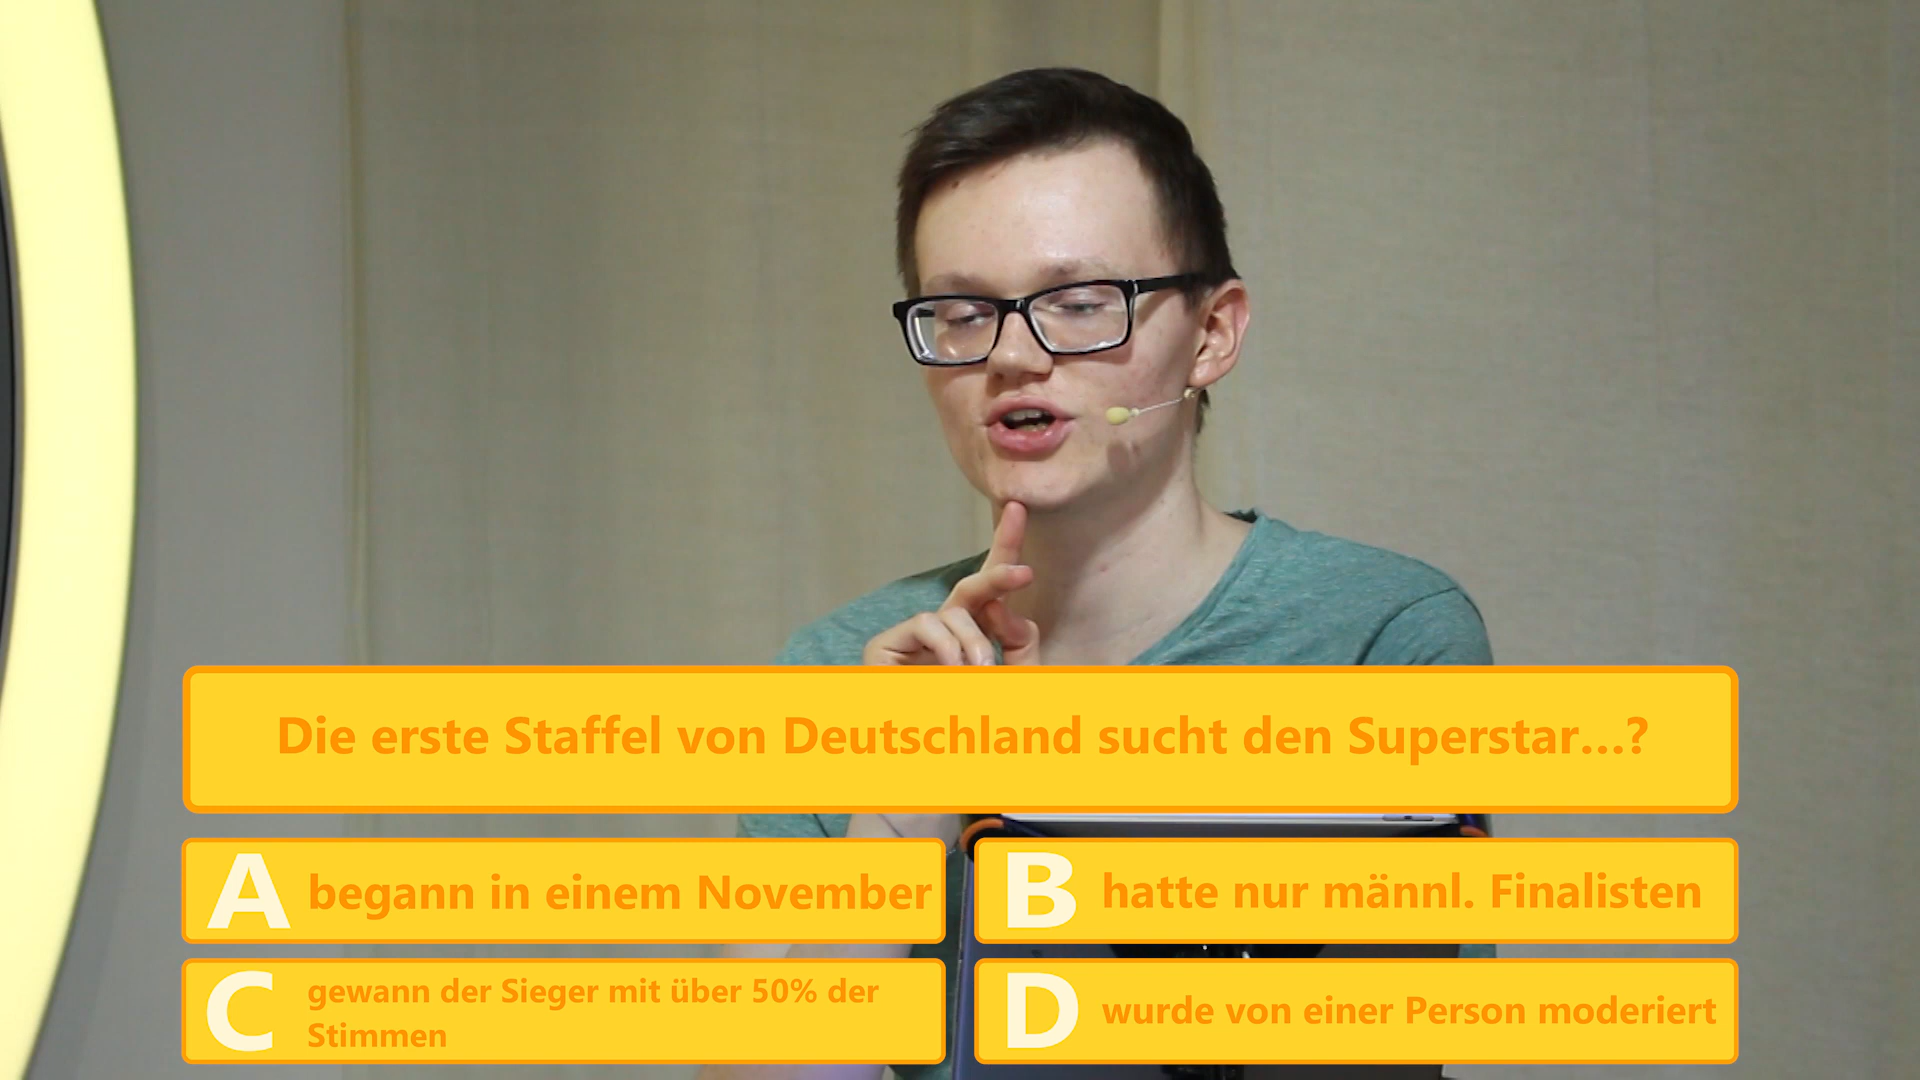 Die erste Staffel von Deutschland sucht den Superstar...?
A begann in einem November
B hatte nur männl. Finalisten
C gewann der Sieger mit über 50% der
Stimmen
D wurde von einer Person moderiert